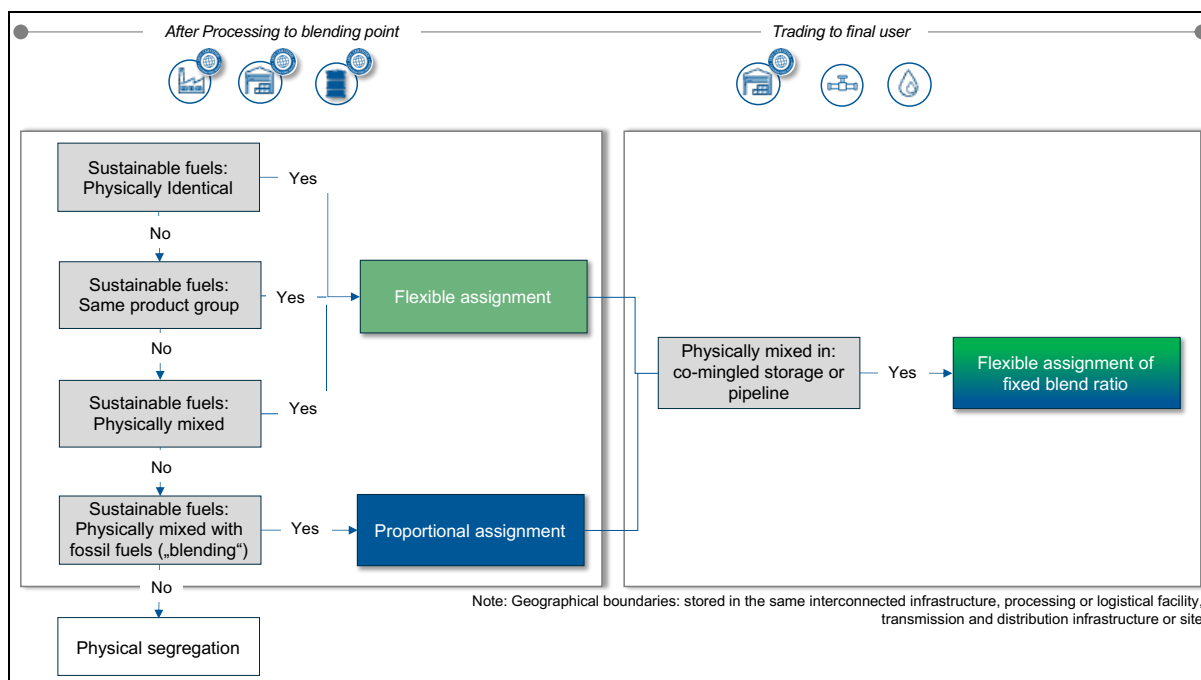 After Processing to blending point
Trading to final user
Sustainable fuels:
Physically Identical
Yes
No
Sustainable fuels:
Same product group
Yes
Flexible assignment
No
Sustainable fuels:
Physically mixed
Yes
No
Sustainable fuels:
Physically mixed with
fossil fuels („blending“)
Yes
Proportional assignment
No
Physical segregation
Physically mixed in:
co-mingled storage or
pipeline
Yes
Flexible assignment of
fixed blend ratio
Note: Geographical boundaries: stored in the same interconnected infrastructure, processing or logistical facility,
transmission and distribution infrastructure or site